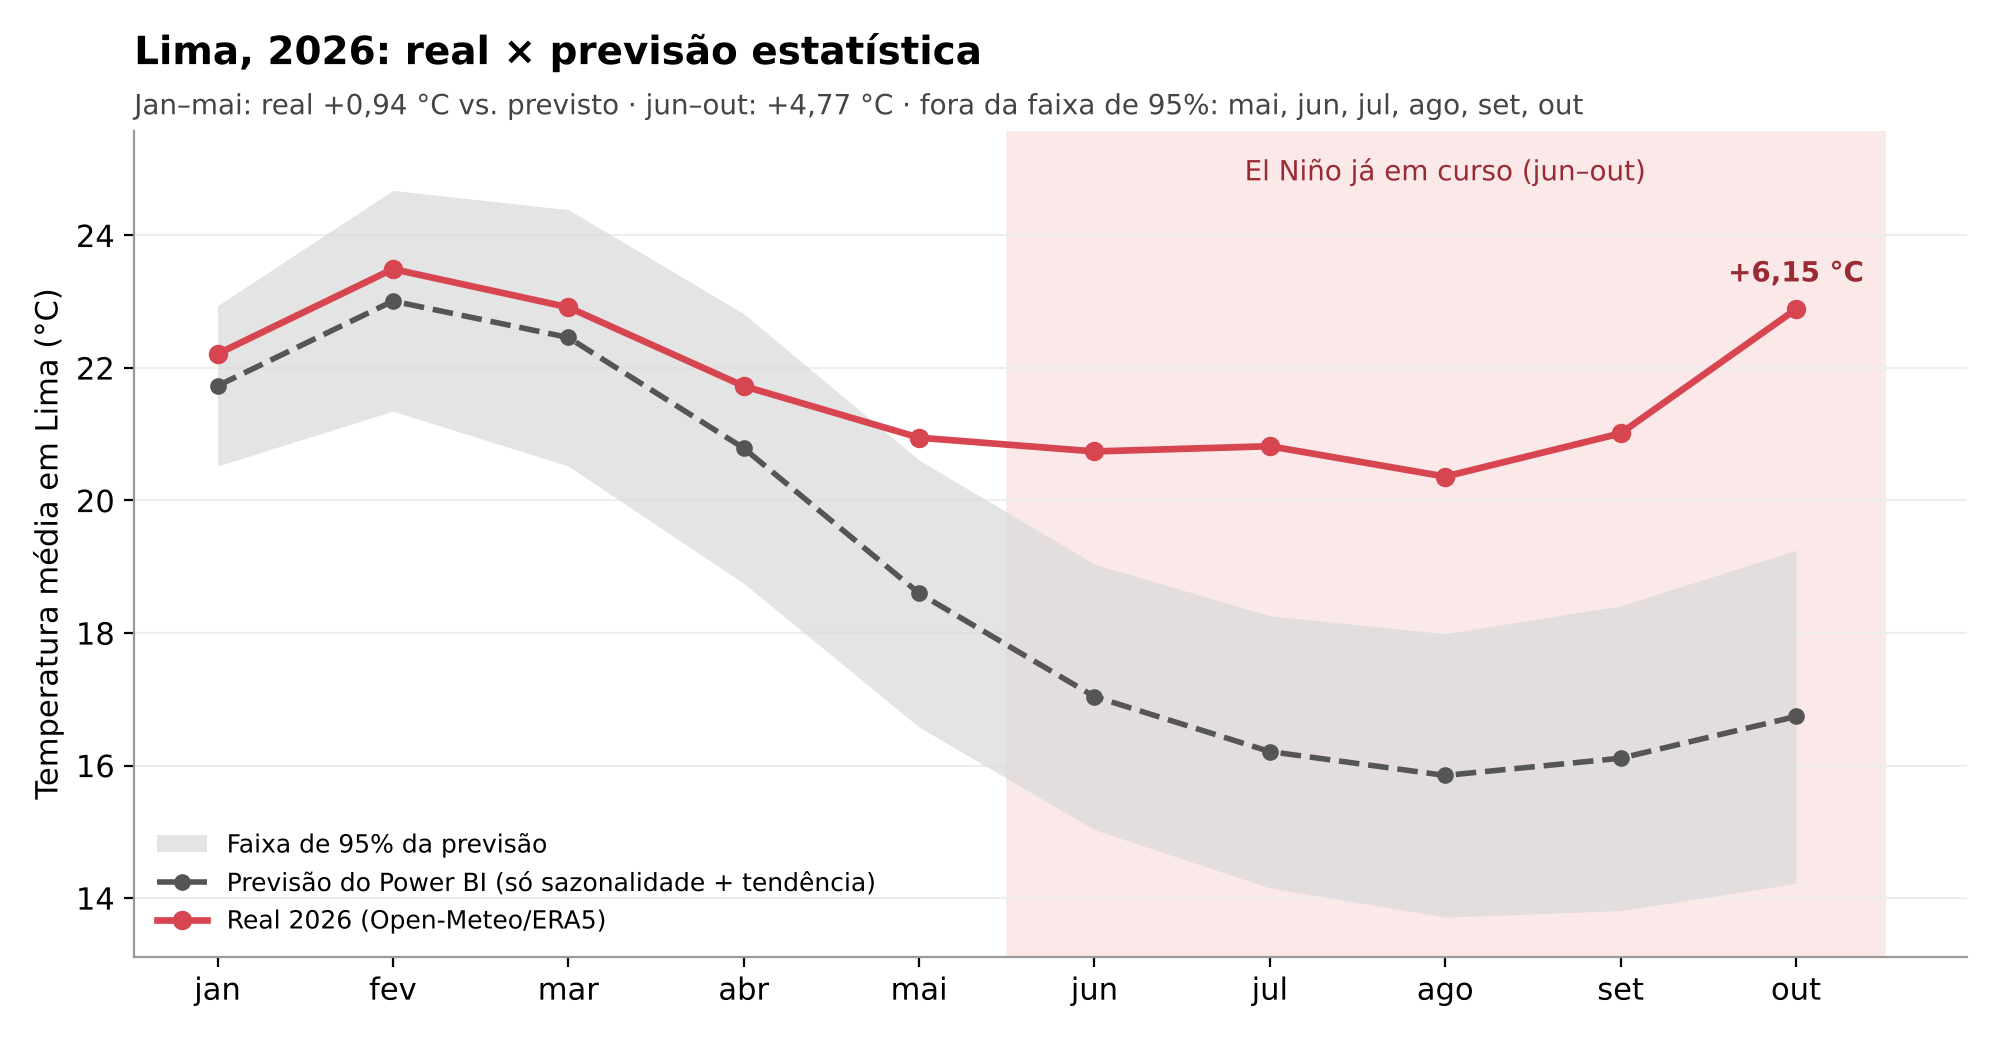 Lima, 2026: real × previsão estatística
Jan–mai: real +0,94 °C vs. previsto · jun–out: +4,77 °C · fora da faixa de 95%: mai, jun, jul, ago, set, out
El Niño já em curso (jun–out)
+6,15 °C
Temperatura média em Lima (°C)
24
22
20
18
16
14
Faixa de 95% da previsão
Previsão do Power BI (só sazonalidade + tendência)
Real 2026 (Open-Meteo/ERA5)
jan fev mar abr mai jun jul ago set out